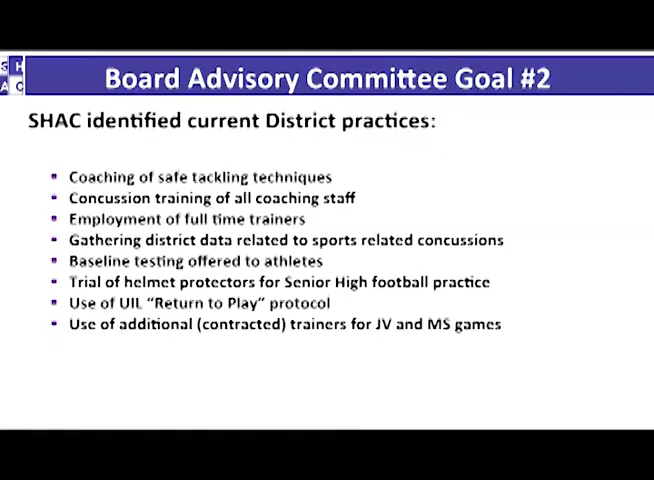 S H
A C
Board Advisory Committee Goal #2
SHAC identified current District practices:
Coaching of safe tackling techniques
Concussion training of all coaching staff
Employment of full time trainers
Gathering district data related to sports related concussions
Baseline testing offered to athletes
Trial of helmet protectors for Senior High football practice
Use of UIL “Return to Play” protocol
Use of additional (contracted) trainers for JV and MS games